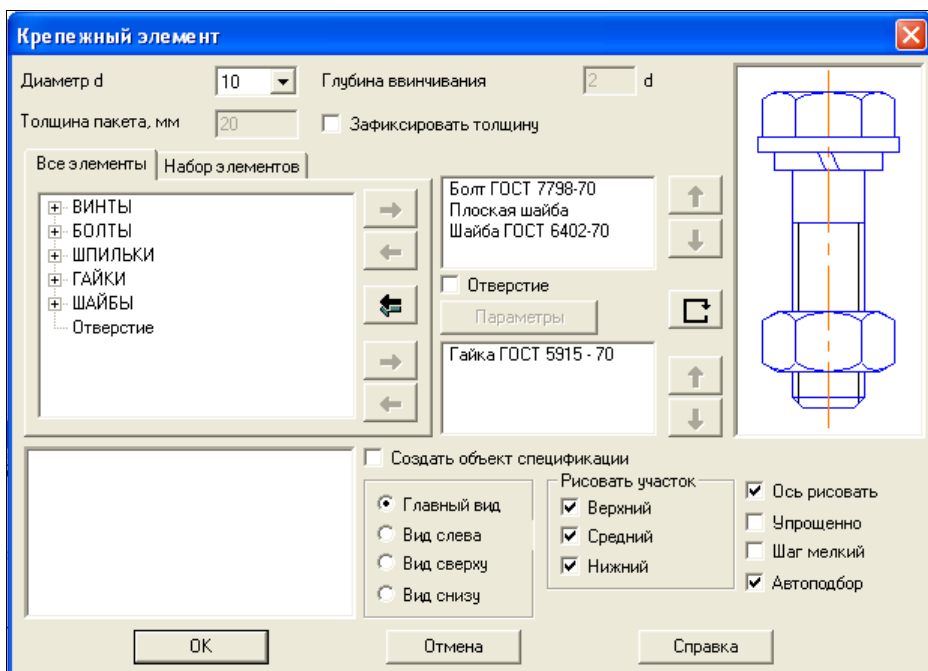 Крепежный элемент
Диаметр d 10 Глубина ввинчивания 2 d
Толщина пакета, мм 20 Зафиксировать толщину
Все элементы Набор элементов
ВИНТЫ
БОЛТЫ
ШПИЛЬКИ
ГАЙКИ
ШАЙБЫ
Отверстие
Болт ГОСТ 7798-70
Плоская шайба
Шайба ГОСТ 6402-70
Отверстие
Параметры
Гайка ГОСТ 5915 - 70
Создать объект спецификации
Главный вид
Вид слева
Вид сверху
Вид снизу
Рисовать участок
Верхний
Средний
Нижний
Ось рисовать
Упрощенно
Шаг мелкий
Автоподбор
OK Отмена Справка